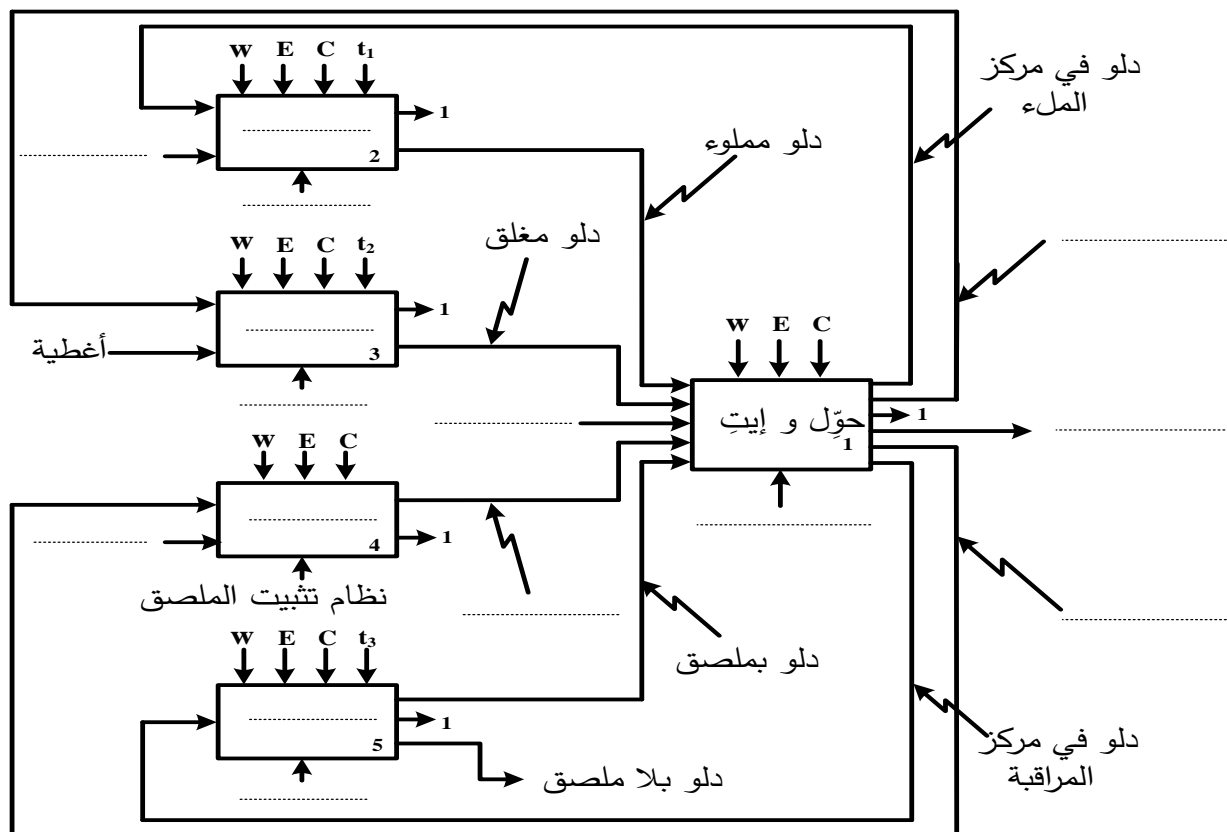 W E C t₁
1
2
دلو مملوء
دلو في مركز
الملء
دلو مغلق
W E C t₂
1
أغطية
3
W E C
حوِّل و إيتِ
1
1
W E C
4
1
نظام تثبيت الملصق
دلو بملصق
W E C t₃
1
5
دلو بلا ملصق
دلو في مركز
المراقبة